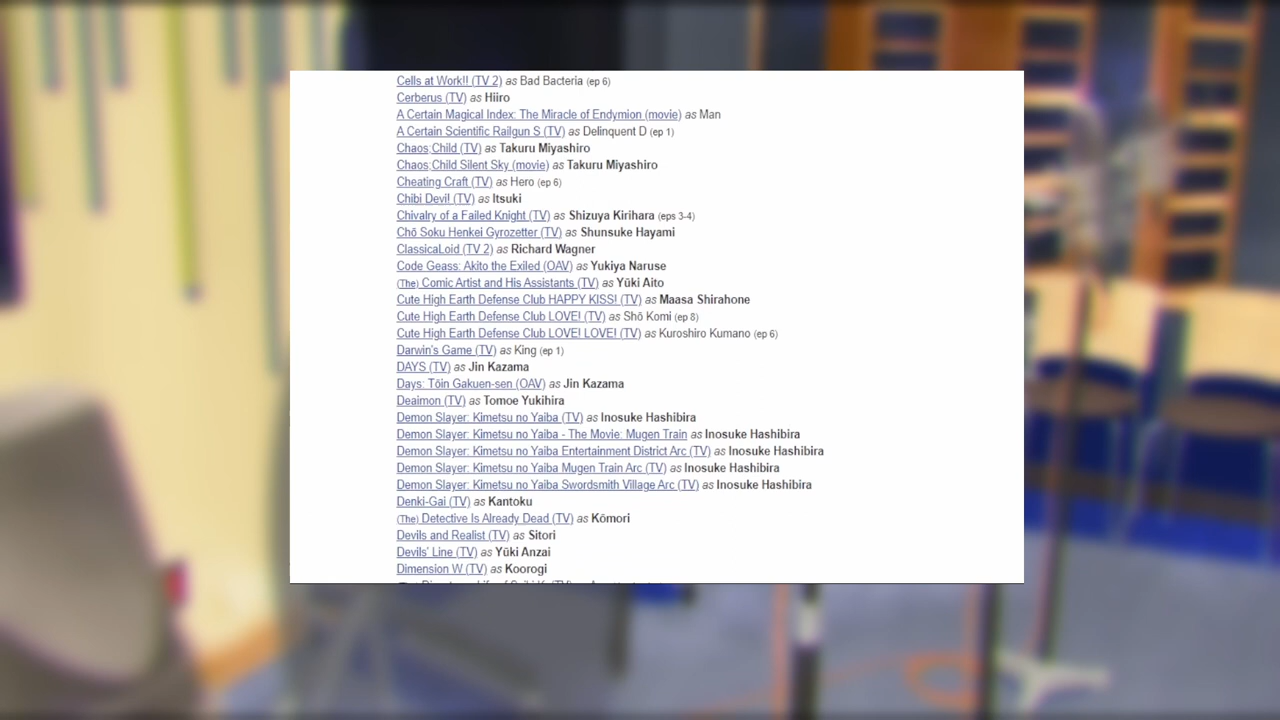 Cells at Work!! (TV 2) as Bad Bacteria (ep 6)
Cerberus (TV) as Hiiro
A Certain Magical Index: The Miracle of Endymion (movie) as Man
A Certain Scientific Railgun S (TV) as Delinquent D (ep 1)
Chaos;Child (TV) as Takuru Miyashiro
Chaos;Child Silent Sky (movie) as Takuru Miyashiro
Cheating Craft (TV) as Hero (ep 6)
Chibi Devi! (TV) as Itsuki
Chivalry of a Failed Knight (TV) as Shizuya Kirihara (eps 3-4)
Chō Soku Henkei Gyrozetter (TV) as Shunsuke Hayami
ClassicaLoid (TV 2) as Richard Wagner
Code Geass: Akito the Exiled (OAV) as Yukiya Naruse
(The) Comic Artist and His Assistants (TV) as Yūki Aito
Cute High Earth Defense Club HAPPY KISS! (TV) as Maasa Shirahone
Cute High Earth Defense Club LOVE! (TV) as Shō Komi (ep 8)
Cute High Earth Defense Club LOVE! LOVE! (TV) as Kuroshiro Kumano (ep 6)
Darwin's Game (TV) as King (ep 1)
DAYS (TV) as Jin Kazama
Days: Tōin Gakuen-sen (OAV) as Jin Kazama
Deaimon (TV) as Tomoe Yukihira
Demon Slayer: Kimetsu no Yaiba (TV) as Inosuke Hashibira
Demon Slayer: Kimetsu no Yaiba - The Movie: Mugen Train as Inosuke Hashibira
Demon Slayer: Kimetsu no Yaiba Entertainment District Arc (TV) as Inosuke Hashibira
Demon Slayer: Kimetsu no Yaiba Mugen Train Arc (TV) as Inosuke Hashibira
Demon Slayer: Kimetsu no Yaiba Swordsmith Village Arc (TV) as Inosuke Hashibira
Denki-Gai (TV) as Kantoku
(The) Detective Is Already Dead (TV) as Kōmori
Devils and Realist (TV) as Sitori
Devils' Line (TV) as Yūki Anzai
Dimension W (TV) as Koorogi